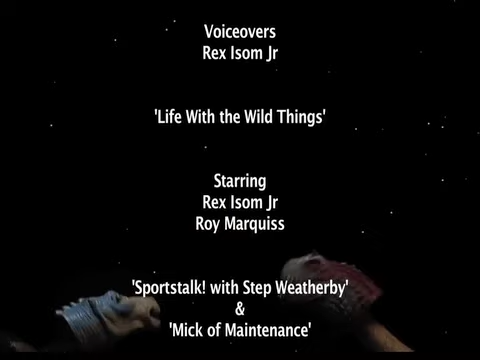 Voiceovers
Rex Isom Jr
'Life With the Wild Things'
Starring
Rex Isom Jr
Roy Marquiss
'Sportstalk! with Step Weatherby'
&
'Mick of Maintenance'